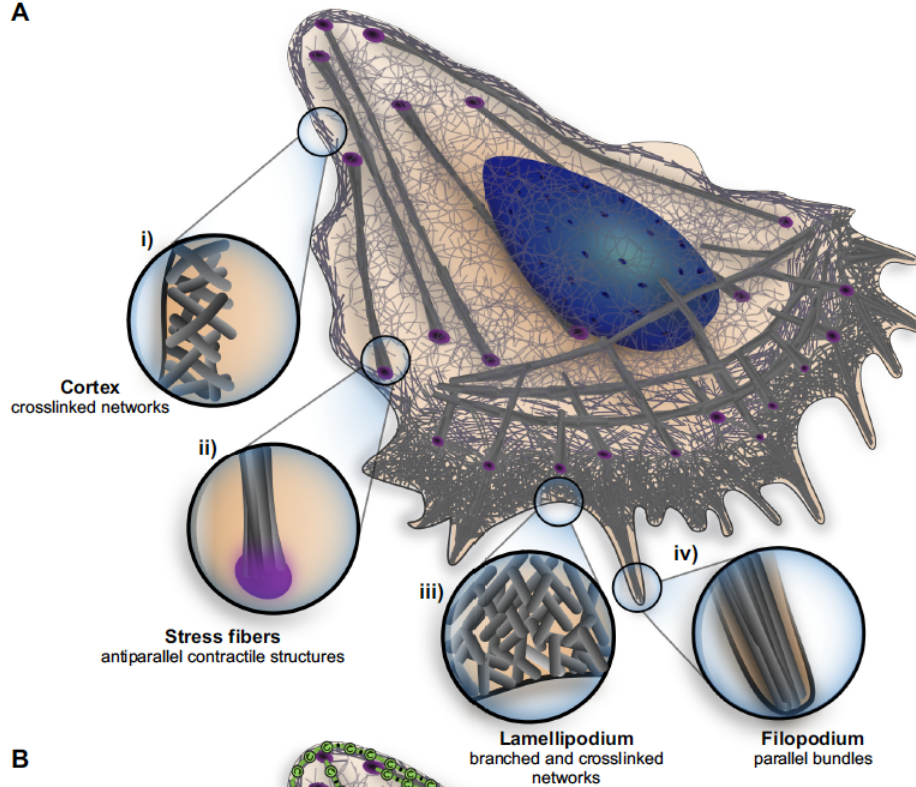 A
i)
Cortex
crosslinked networks
ii)
Stress fibers
antiparallel contractile structures
iii)
Lamellipodium
branched and crosslinked
networks
iv)
Filopodium
parallel bundles
B